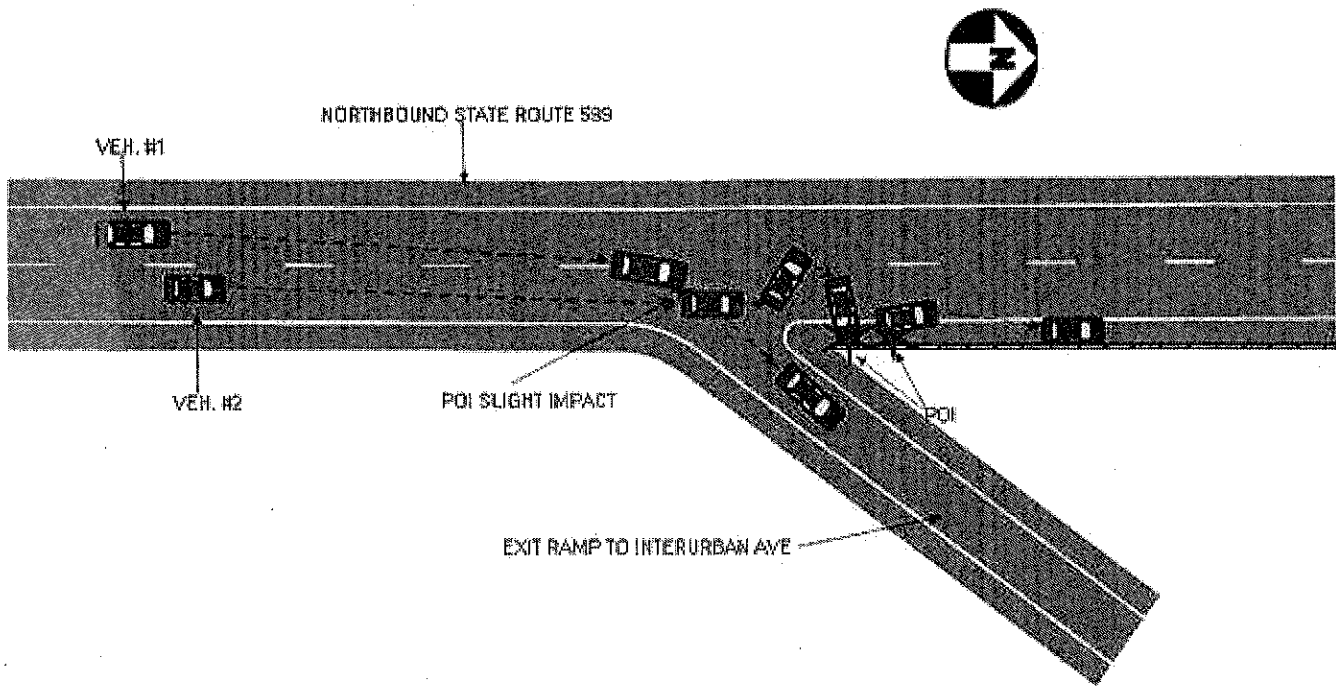 N
NORTHBOUND STATE ROUTE 599
VEH. #1
VEH. #2
POI SLIGHT IMPACT
POI
EXIT RAMP TO INTERURBAN AVE